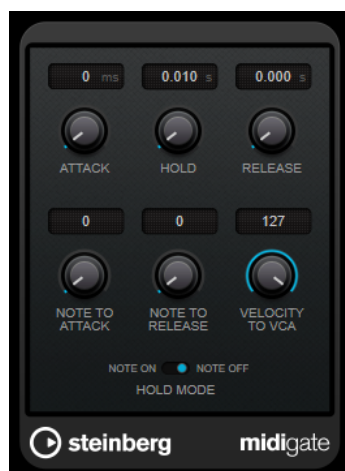 0 ms 0.010 s 0.000 s
ATTACK HOLD RELEASE
0 0 127
NOTE TO ATTACK NOTE TO RELEASE VELOCITY TO VCA
NOTE ON NOTE OFF
HOLD MODE
steinberg midigate